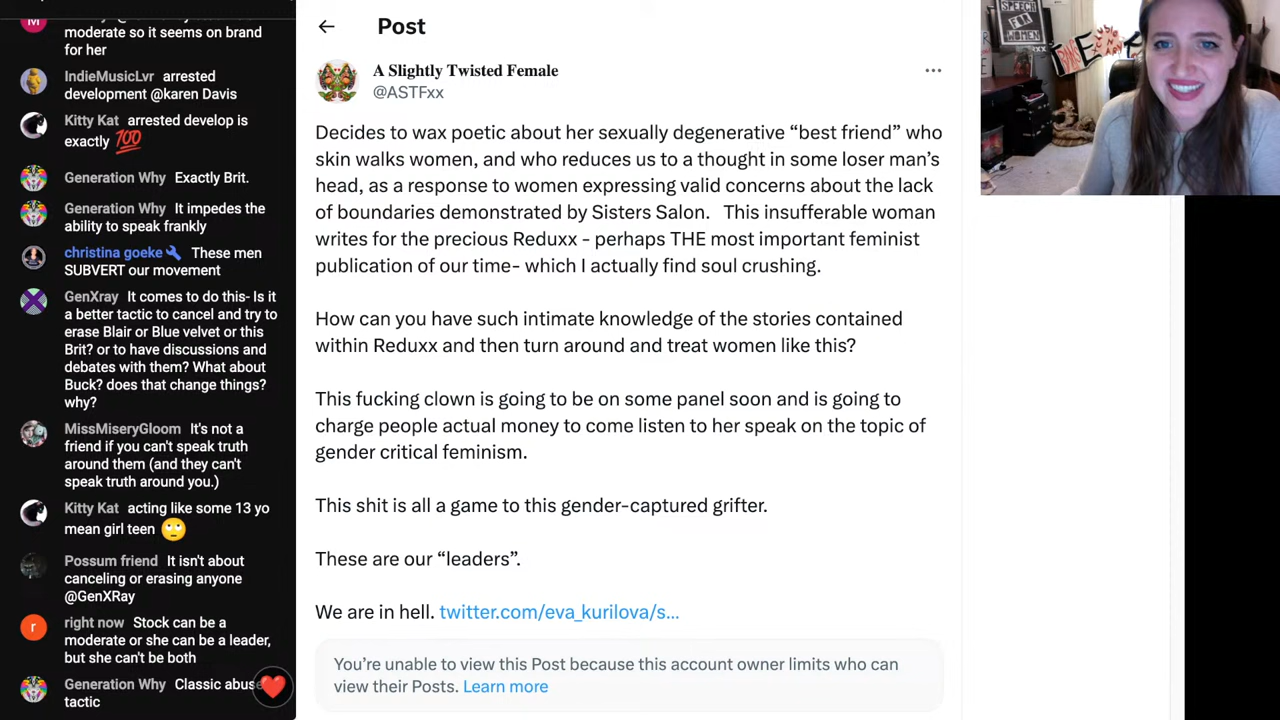 moderate so it seems on brand
for her
IndieMusicLvr arrested
development @karen Davis
Kitty Kat arrested develop is
exactly 💯
Generation Why Exactly Brit.
Generation Why It impedes the
ability to speak frankly
christina goeke These men
SUBVERT our movement
GenXray It comes to do this- Is it
a better tactic to cancel and try to
erase Blair or Blue velvet or this
Brit? or to have discussions and
debates with them? What about
Buck? does that change things?
why?
MissMiseryGloom It's not a
friend if you can't speak truth
around them (and they can't
speak truth around you.)
Kitty Kat acting like some 13 yo
mean girl teen 🙄
Possum friend It isn't about
canceling or erasing anyone
@GenXRay
r
right now Stock can be a
moderate or she can be a leader,
but she can't be both
Generation Why Classic abuse
tactic
Post
A Slightly Twisted Female
@ASTFxx
Decides to wax poetic about her sexually degenerative “best friend” who
skin walks women, and who reduces us to a thought in some loser man’s
head, as a response to women expressing valid concerns about the lack
of boundaries demonstrated by Sisters Salon. This insufferable woman
writes for the precious Reduxx - perhaps THE most important feminist
publication of our time- which I actually find soul crushing.
How can you have such intimate knowledge of the stories contained
within Reduxx and then turn around and treat women like this?
This fucking clown is going to be on some panel soon and is going to
charge people actual money to come listen to her speak on the topic of
gender critical feminism.
This shit is all a game to this gender-captured grifter.
These are our “leaders”.
We are in hell. twitter.com/eva_kurilova/s...
You’re unable to view this Post because this account owner limits who can
view their Posts. Learn more
SPEECH
FOR
WOMEN